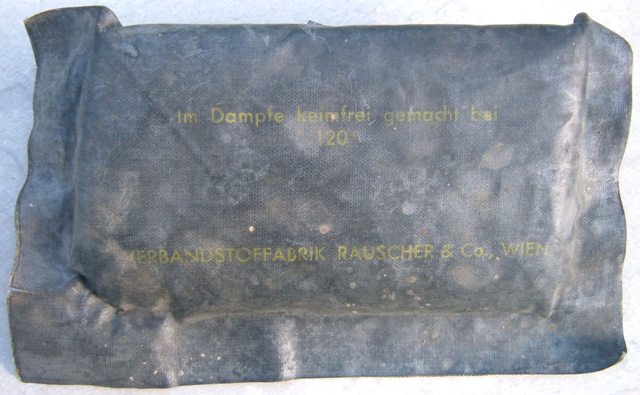 Im Dampfe keimfrei gemacht bei
120°
VERBANDSTOFFABRIK RAUSCHER & Co., WIEN